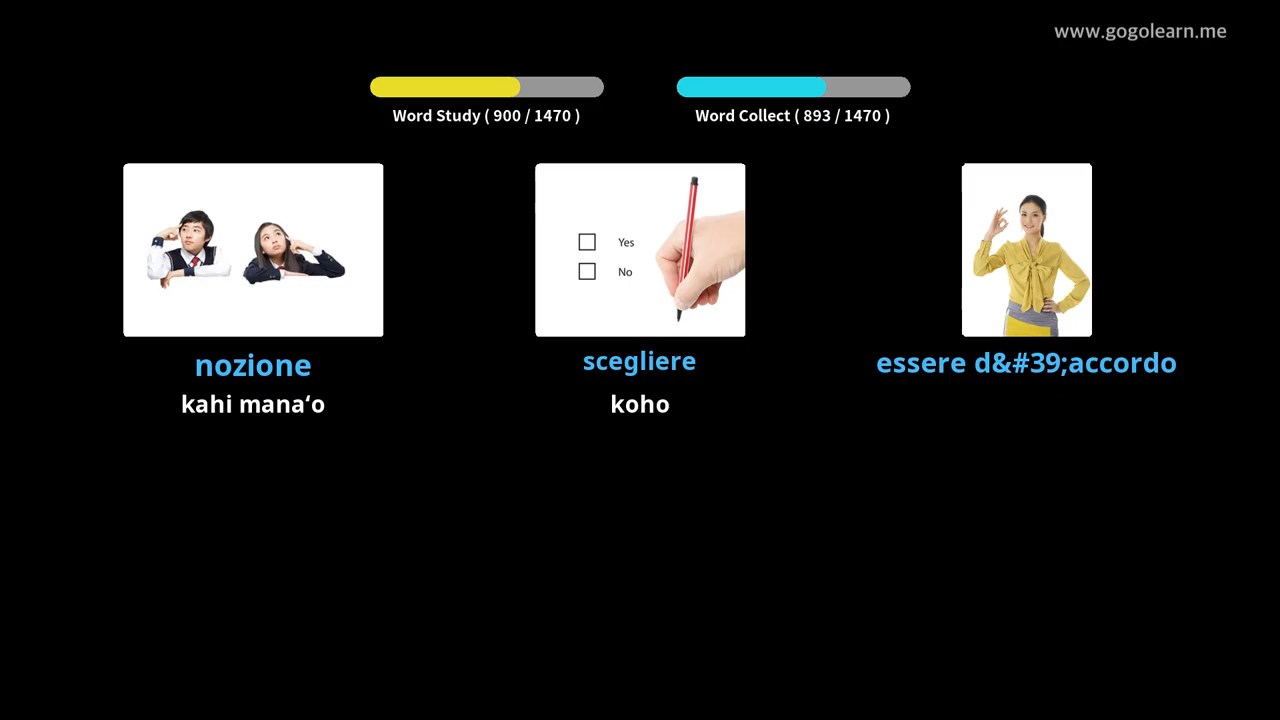 www.gogolearn.me
Word Study ( 900 / 1470 )
Word Collect ( 893 / 1470 )
Yes
No
nozione
scegliere
essere d&#39;accordo
kahi manaʻo
koho